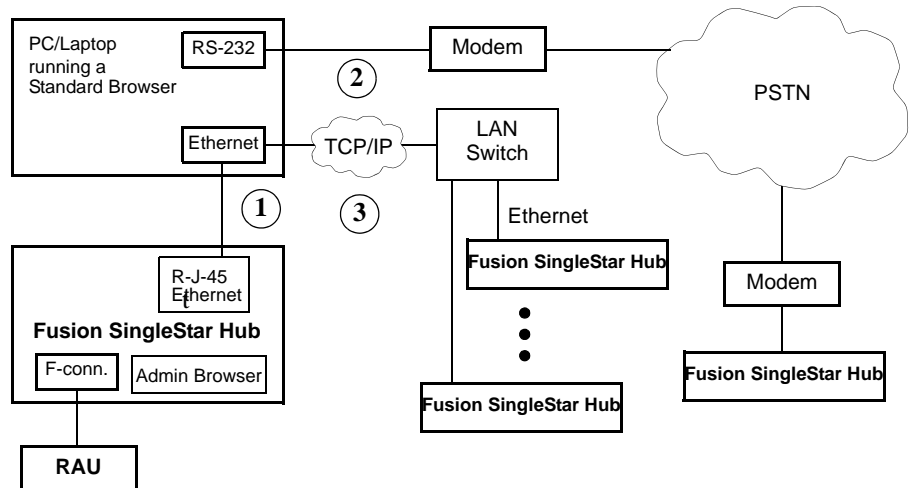 PC/Laptop
running a
Standard Browser
RS-232
Modem
PSTN
2
Ethernet
TCP/IP
LAN
Switch
1
3
Ethernet
Fusion SingleStar Hub
R-J-45
Ethernet
t
Fusion SingleStar Hub
F-conn.
Admin Browser
Fusion SingleStar Hub
Modem
Fusion SingleStar Hub
RAU